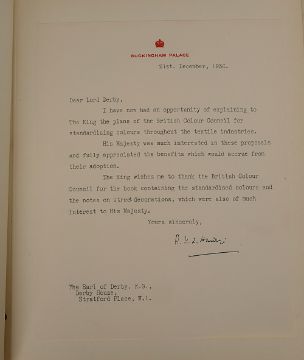 BUCKINGHAM PALACE
31st. December, 1930.
Dear Lord Derby,
I have now had an opportunity of explaining to
The King the plans of the British Colour Council for
standardising colours throughout the textile industries.
His Majesty was much interested in these proposals
and fully appreciated the benefits which would accrue from
their adoption.
The King wishes me to thank the British Colour
Council for the book containing the standardised colours and
the notes on decorations, which were also of much
interest to His Majesty.
Yours sincerely,
The Earl of Derby, K.G.,
Derby House,
Stratford Place, W.1.